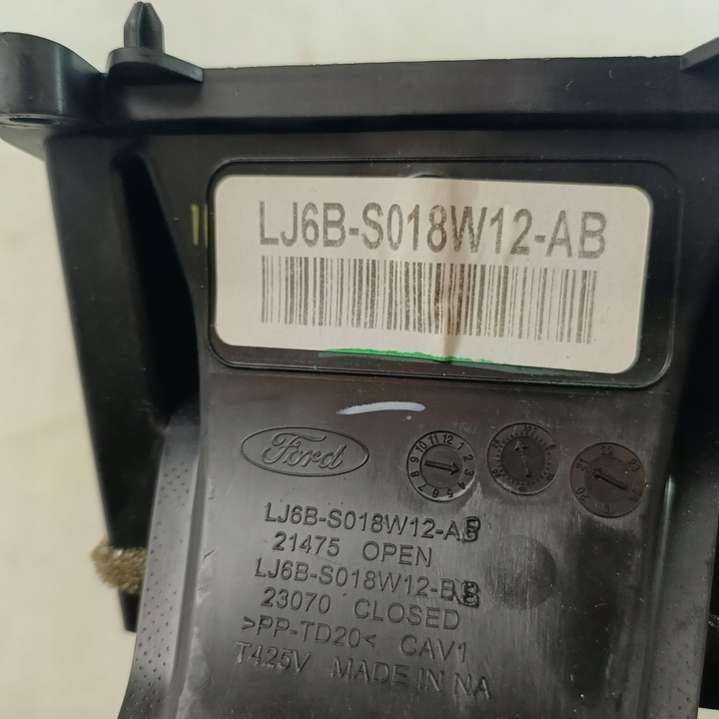 LJ6B-S018W12-AB
Ford
LJ6B-S018W12-AB
21475 OPEN
LJ6B-S018W12-BB
23070 CLOSED
>PP-TD20< CAV1
T425V MADE IN NA